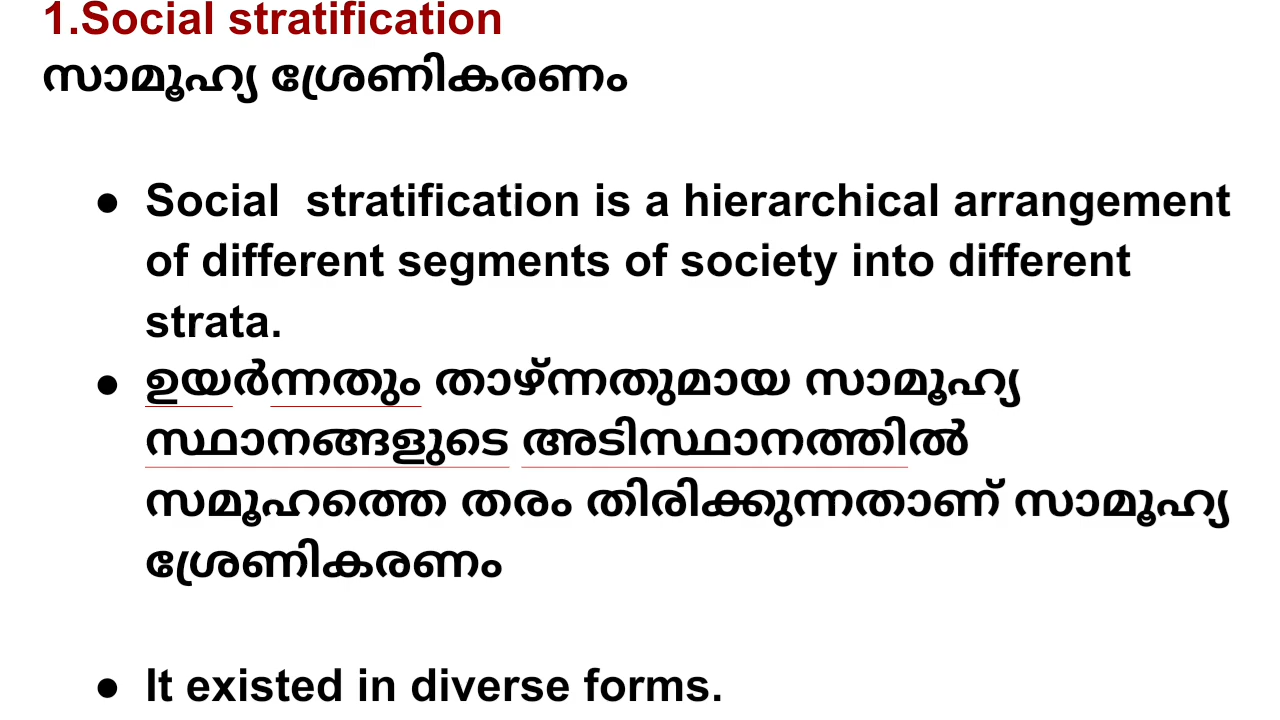 1.Social stratification
സാമൂഹ്യ ശ്രേണികരണം
● Social  stratification is a hierarchical arrangement
of different segments of society into different
strata.
● ഉയർന്നതും താഴ്ന്നതുമായ സാമൂഹ്യ
സ്ഥാനങ്ങളുടെ അടിസ്ഥാനത്തിൽ
സമൂഹത്തെ തരം തിരിക്കുന്നതാണ് സാമൂഹ്യ
ശ്രേണികരണം
● It existed in diverse forms.